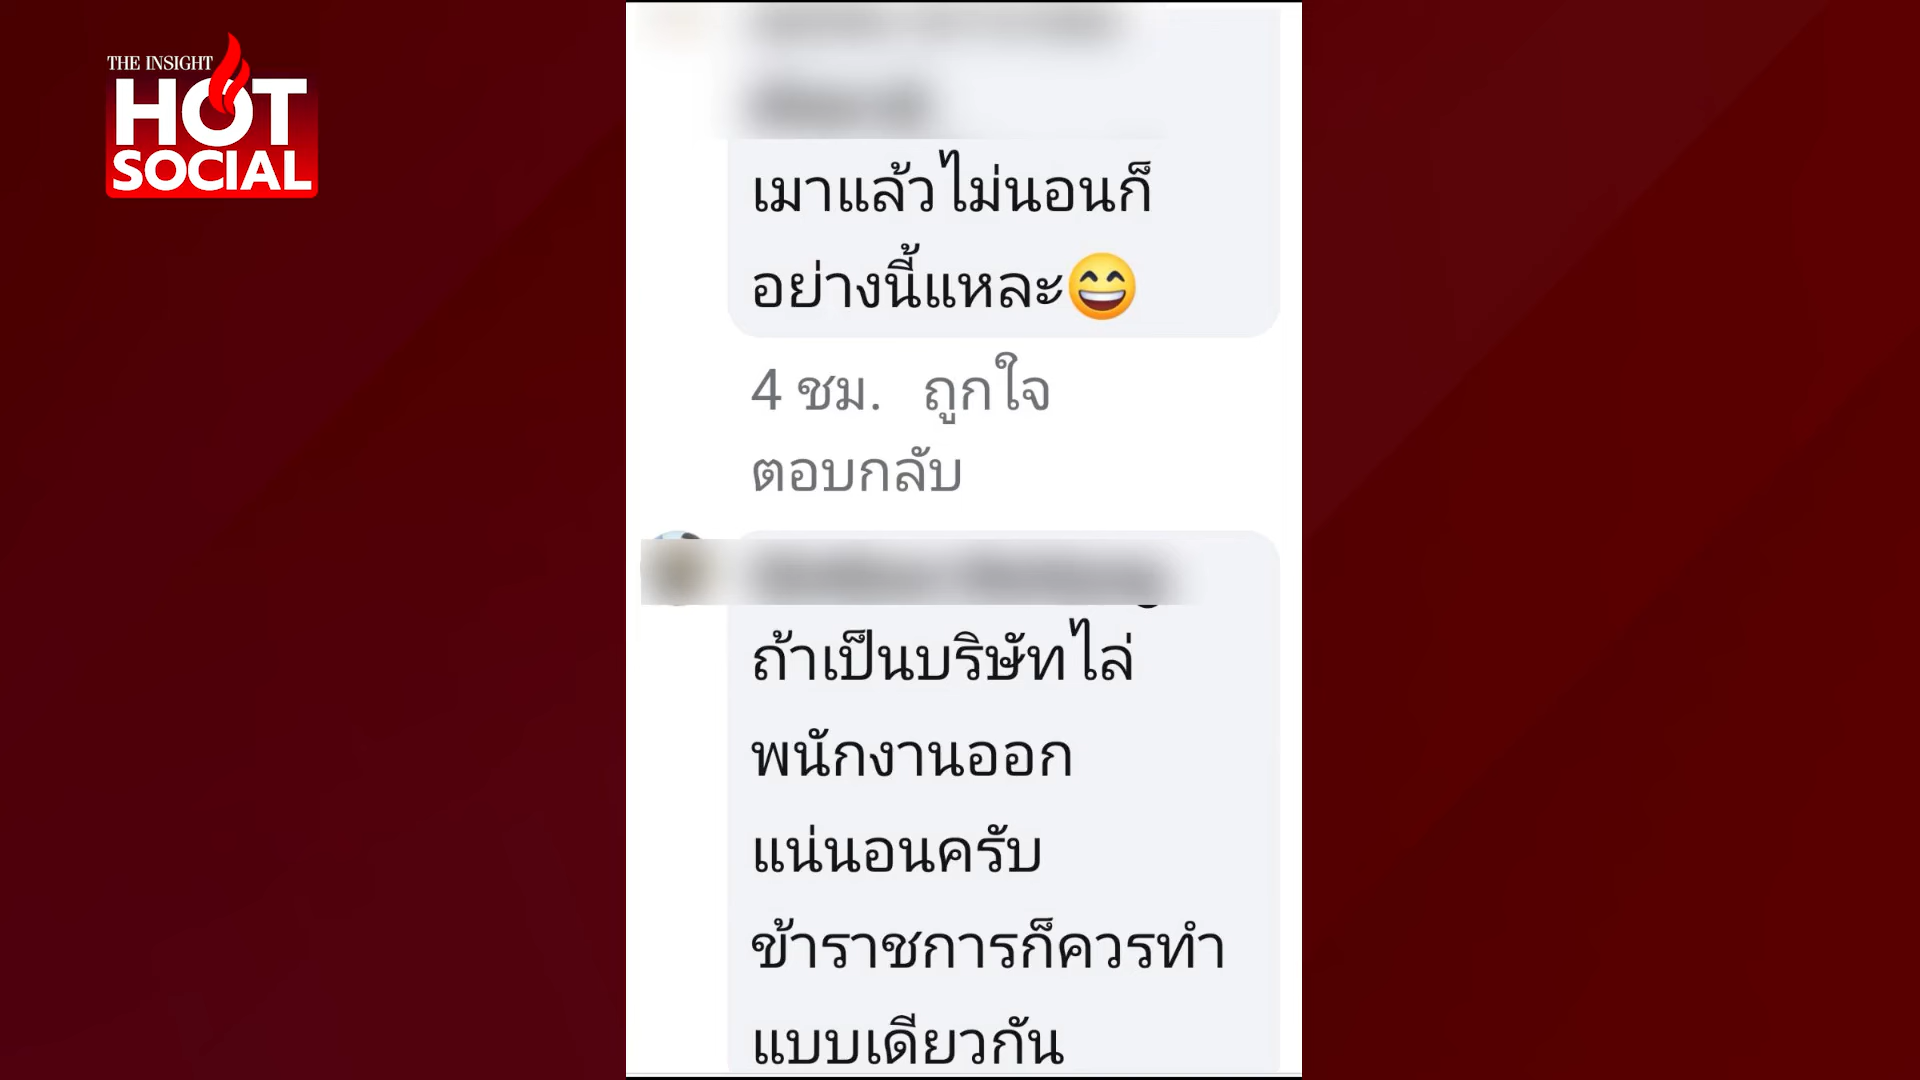 THE INSIGHT
HOT
SOCIAL
เมาแล้วไม่นอนก็
อย่างนี้แหละ😄
4 ชม. ถูกใจ
ตอบกลับ
ถ้าเป็นบริษัทไล่
พนักงานออก
แน่นอนครับ
ข้าราชการก็ควรทำ
แบบเดียวกัน